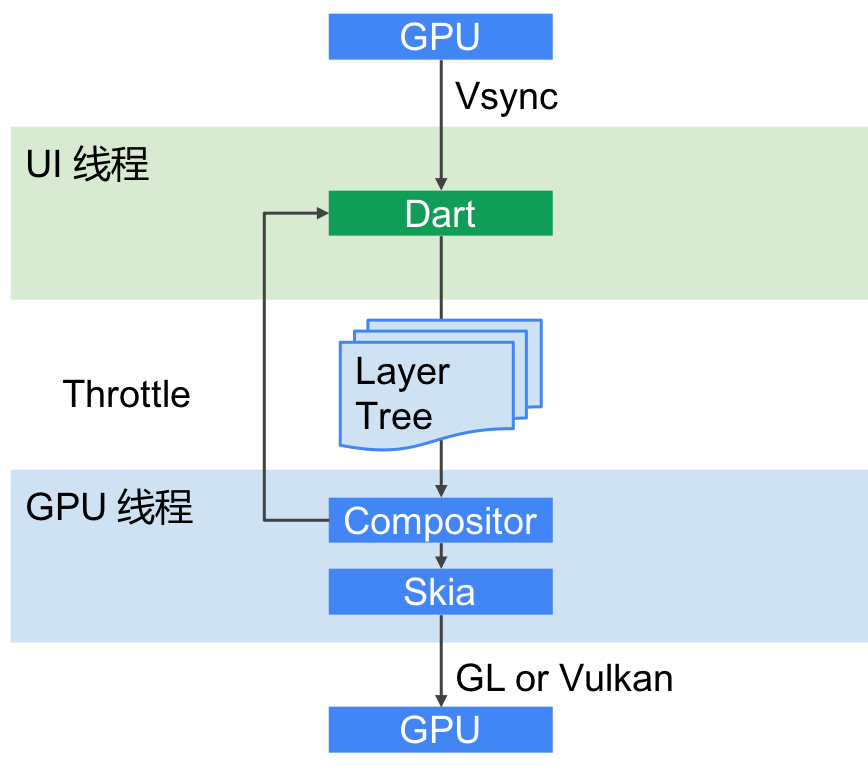 GPU
Vsync
UI 线程
Dart
Layer
Tree
Throttle
GPU 线程
Compositor
Skia
GL or Vulkan
GPU